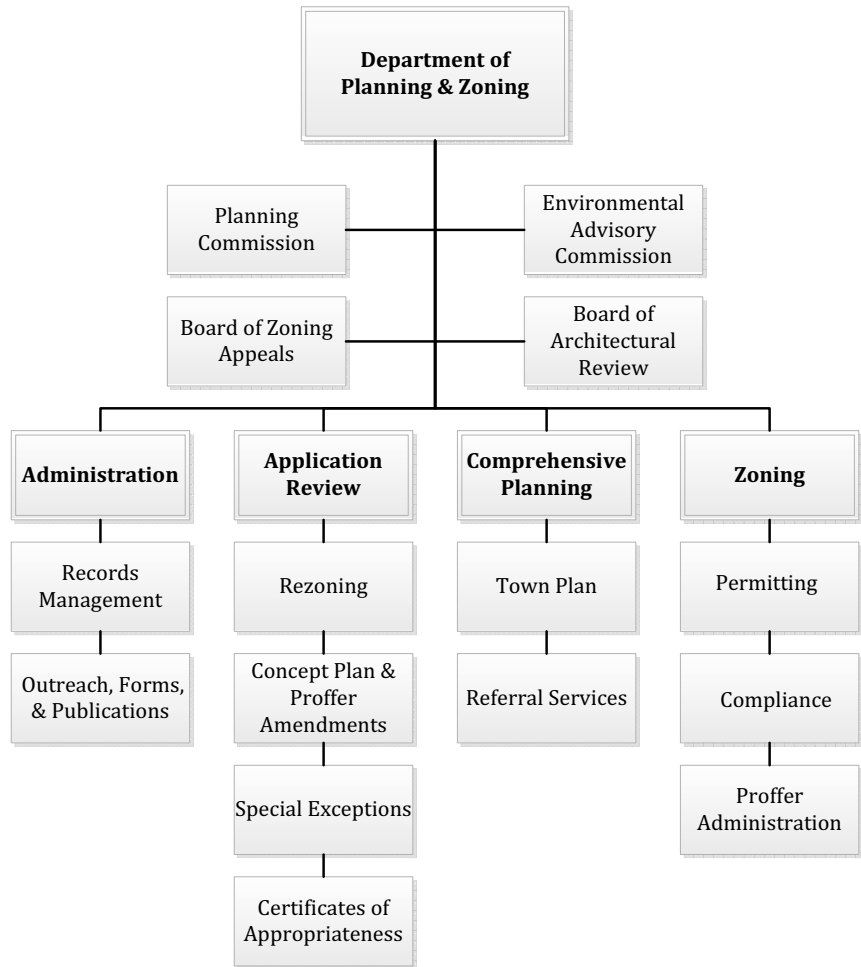 Department of
Planning & Zoning
Planning
Commission
Environmental
Advisory
Commission
Board of Zoning
Appeals
Board of
Architectural
Review
Administration
Records
Management
Outreach, Forms,
& Publications
Application
Review
Rezoning
Concept Plan &
Proffer
Amendments
Special Exceptions
Certificates of
Appropriateness
Comprehensive
Planning
Town Plan
Referral Services
Zoning
Permitting
Compliance
Proffer
Administration